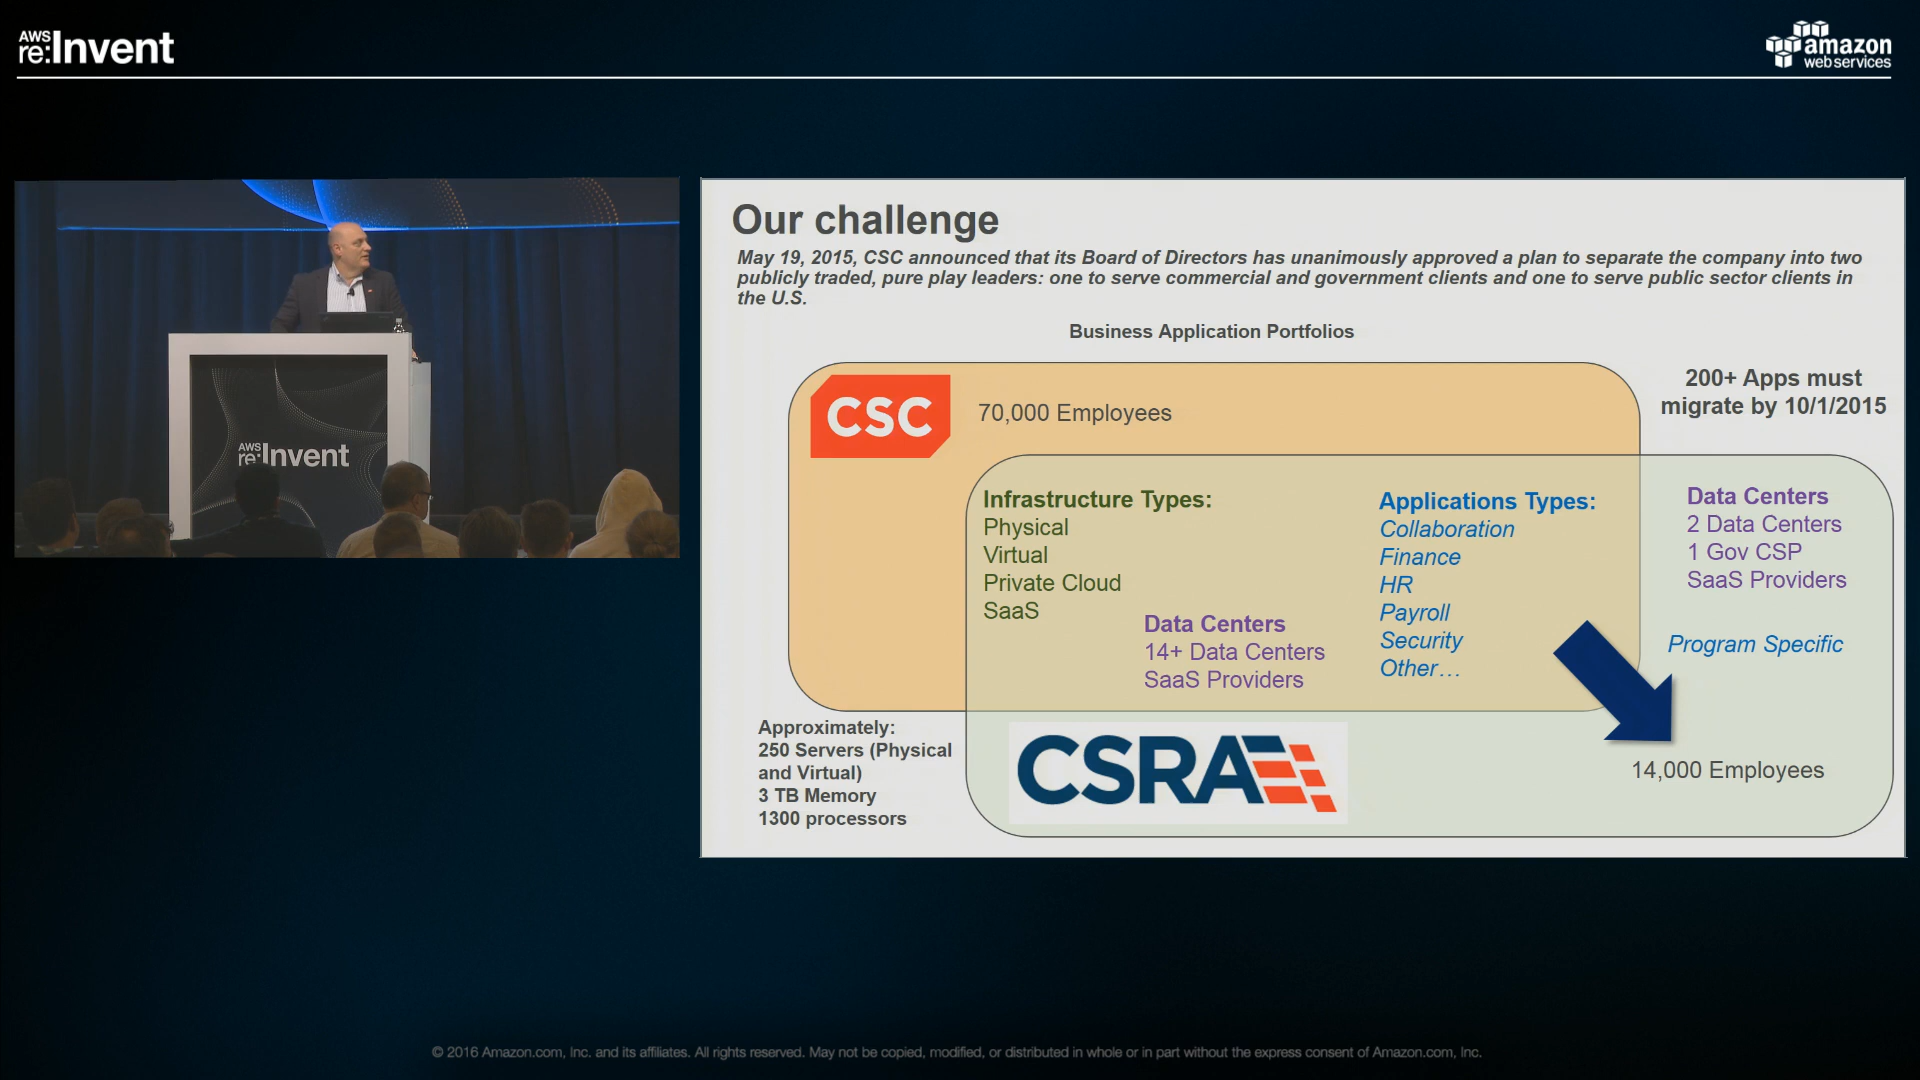 AWS
re:Invent
amazon
web services
AWS
re:Invent
Our challenge
May 19, 2015, CSC announced that its Board of Directors has unanimously approved a plan to separate the company into two
publicly traded, pure play leaders: one to serve commercial and government clients and one to serve public sector clients in
the U.S.
Business Application Portfolios
200+ Apps must
migrate by 10/1/2015
CSC
70,000 Employees
Infrastructure Types:
Physical
Virtual
Private Cloud
SaaS
Data Centers
14+ Data Centers
SaaS Providers
Applications Types:
Collaboration
Finance
HR
Payroll
Security
Other…
Data Centers
2 Data Centers
1 Gov CSP
SaaS Providers
Program Specific
Approximately:
250 Servers (Physical
and Virtual)
3 TB Memory
1300 processors
CSRA
14,000 Employees
© 2016 Amazon.com, Inc. and its affiliates. All rights reserved. May not be copied, modified, or distributed in whole or in part without the express consent of Amazon.com, Inc.